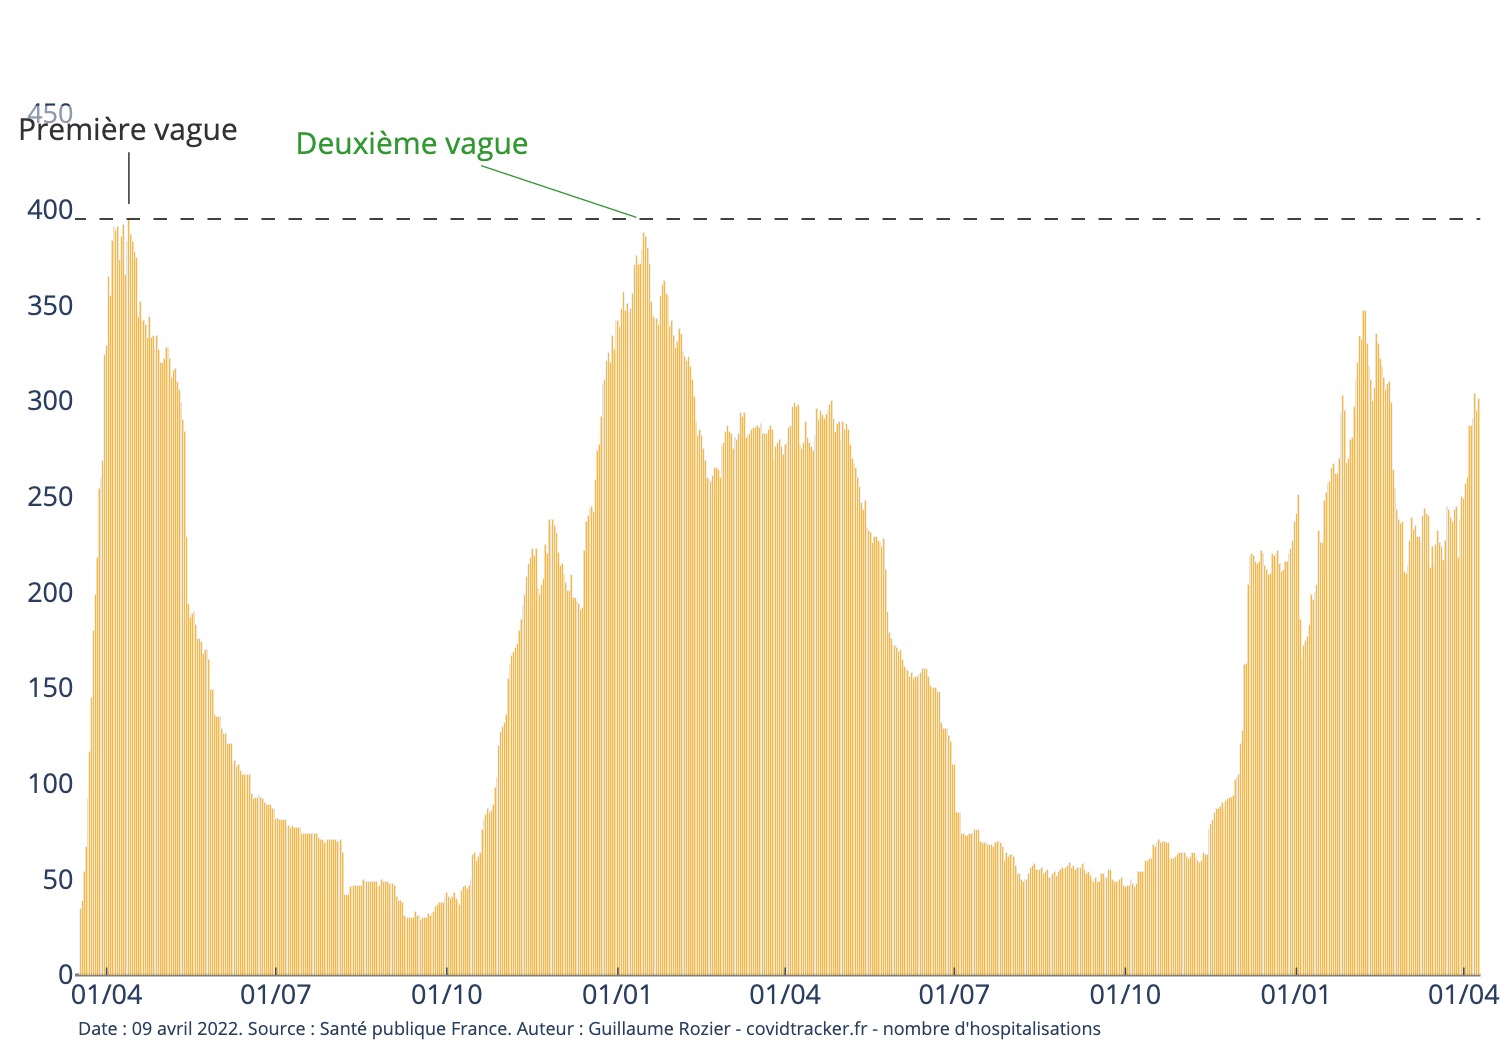 450
Première vague
Deuxième vague
400
350
300
250
200
150
100
50
0
01/04 01/07 01/10 01/01 01/04 01/07 01/10 01/01 01/04
Date : 09 avril 2022. Source : Santé publique France. Auteur : Guillaume Rozier - covidtracker.fr - nombre d'hospitalisations